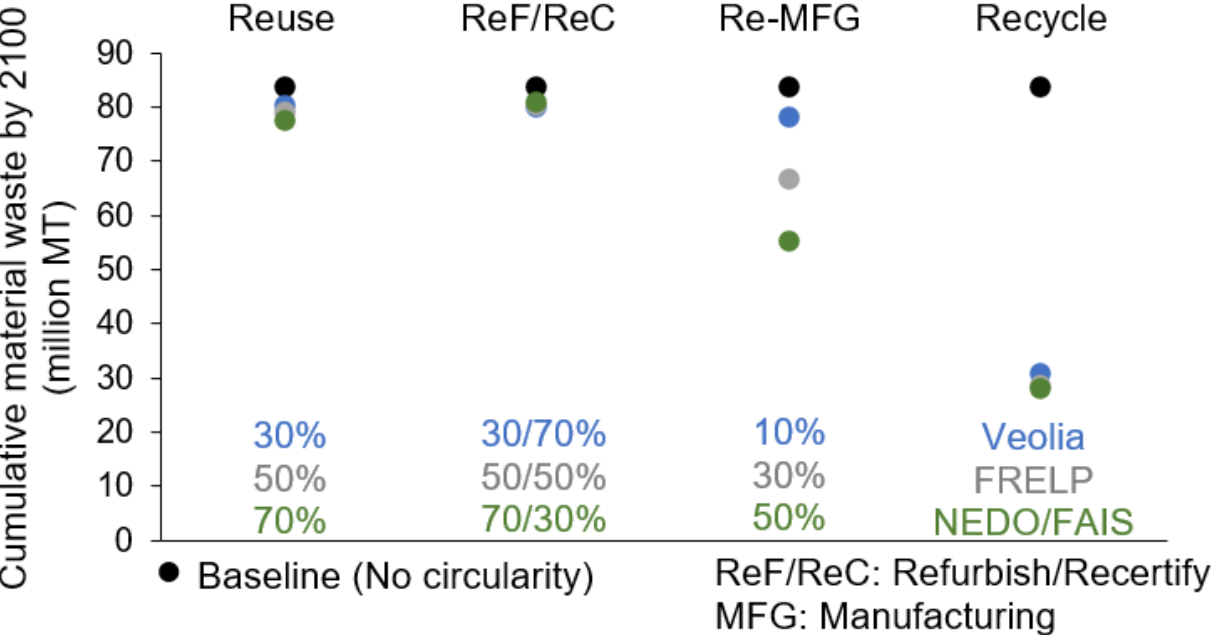 Reuse ReF/ReC Re-MFG Recycle
Cumulative material waste by 2100
(million MT)
90
80
70
60
50
40
30
20
10
0
30% 30/70% 10% Veolia
50% 50/50% 30% FRELP
70% 70/30% 50% NEDO/FAIS
Baseline (No circularity)
ReF/ReC: Refurbish/Recertify
MFG: Manufacturing